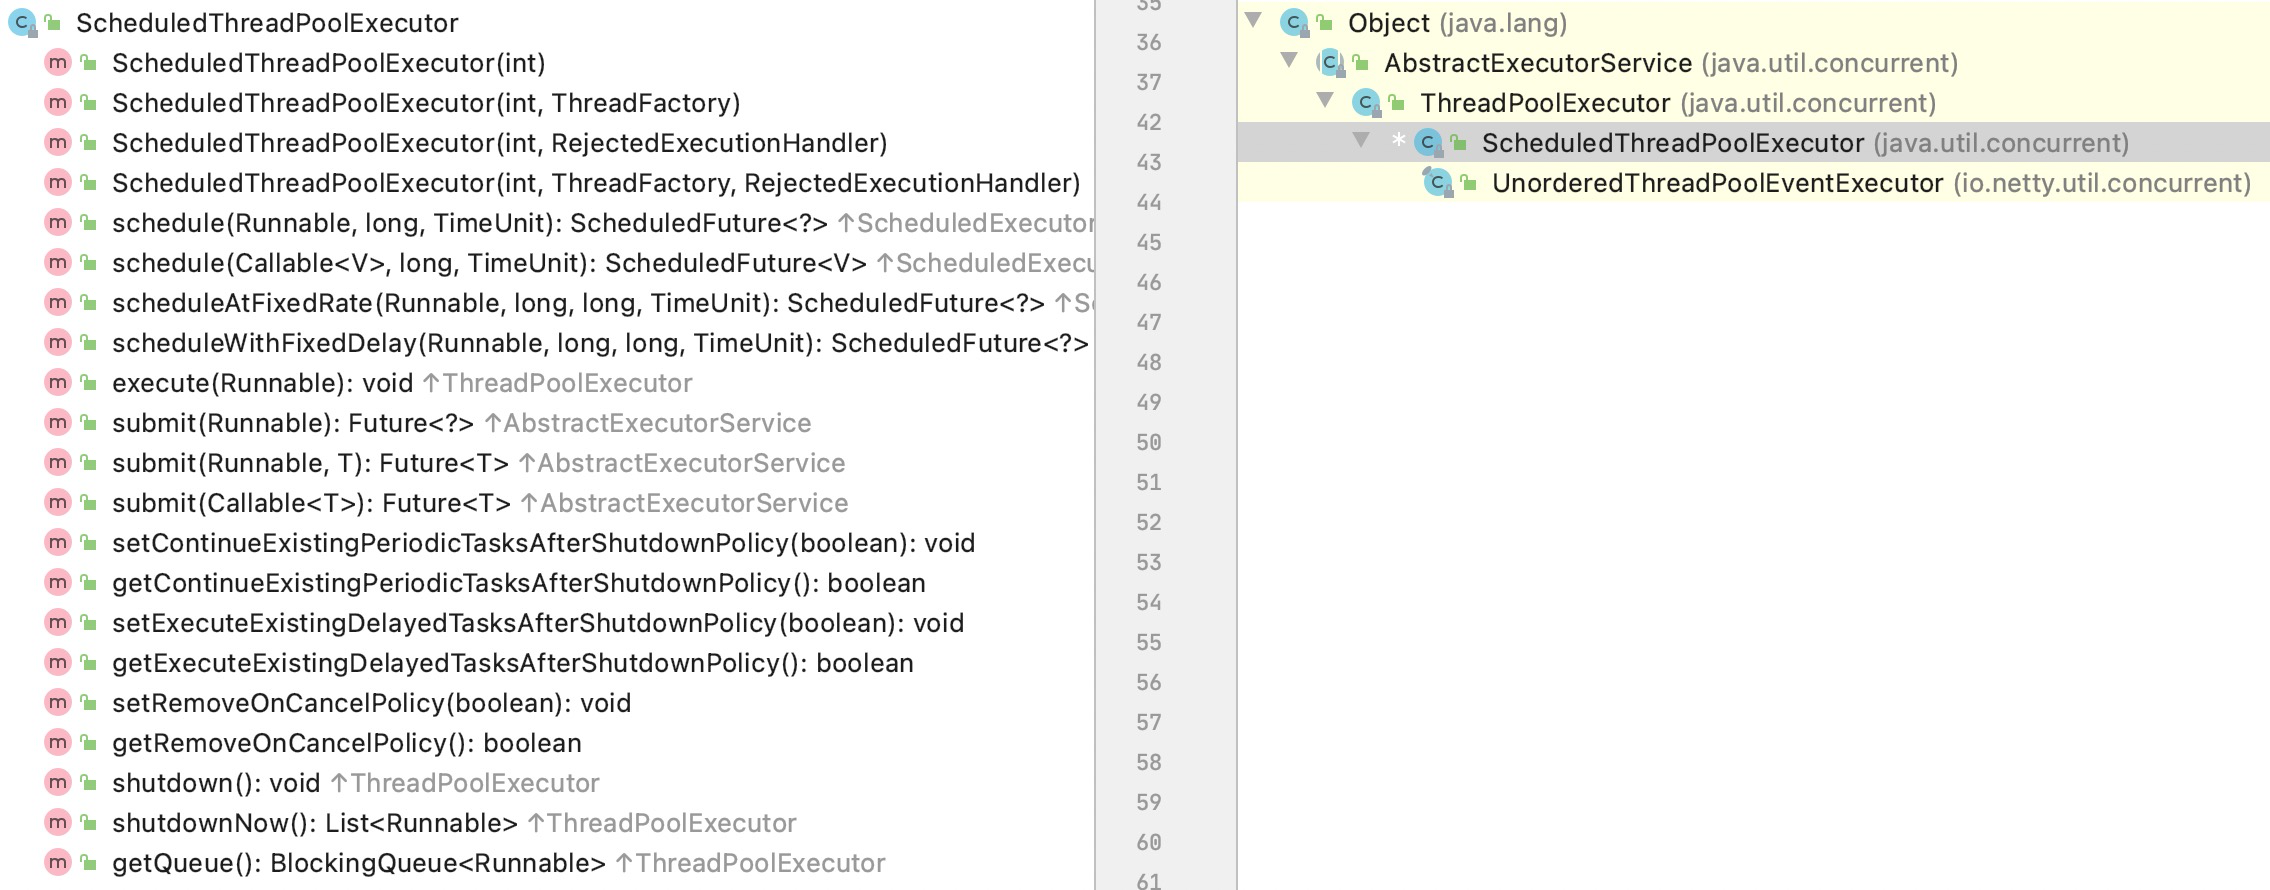 ScheduledThreadPoolExecutor
ScheduledThreadPoolExecutor(int)
ScheduledThreadPoolExecutor(int, ThreadFactory)
ScheduledThreadPoolExecutor(int, RejectedExecutionHandler)
ScheduledThreadPoolExecutor(int, ThreadFactory, RejectedExecutionHandler)
schedule(Runnable, long, TimeUnit): ScheduledFuture<?> ↑ScheduledExecutor
schedule(Callable<V>, long, TimeUnit): ScheduledFuture<V> ↑ScheduledExecu
scheduleAtFixedRate(Runnable, long, long, TimeUnit): ScheduledFuture<?> ↑S
scheduleWithFixedDelay(Runnable, long, long, TimeUnit): ScheduledFuture<?>
execute(Runnable): void ↑ThreadPoolExecutor
submit(Runnable): Future<?> ↑AbstractExecutorService
submit(Runnable, T): Future<T> ↑AbstractExecutorService
submit(Callable<T>): Future<T> ↑AbstractExecutorService
setContinueExistingPeriodicTasksAfterShutdownPolicy(boolean): void
getContinueExistingPeriodicTasksAfterShutdownPolicy(): boolean
setExecuteExistingDelayedTasksAfterShutdownPolicy(boolean): void
getExecuteExistingDelayedTasksAfterShutdownPolicy(): boolean
setRemoveOnCancelPolicy(boolean): void
getRemoveOnCancelPolicy(): boolean
shutdown(): void ↑ThreadPoolExecutor
shutdownNow(): List<Runnable> ↑ThreadPoolExecutor
getQueue(): BlockingQueue<Runnable> ↑ThreadPoolExecutor
35
36
37
42
43
44
45
46
47
48
49
50
51
52
53
54
55
56
57
58
59
60
61
Object (java.lang)
AbstractExecutorService (java.util.concurrent)
ThreadPoolExecutor (java.util.concurrent)
* ScheduledThreadPoolExecutor (java.util.concurrent)
UnorderedThreadPoolEventExecutor (io.netty.util.concurrent)